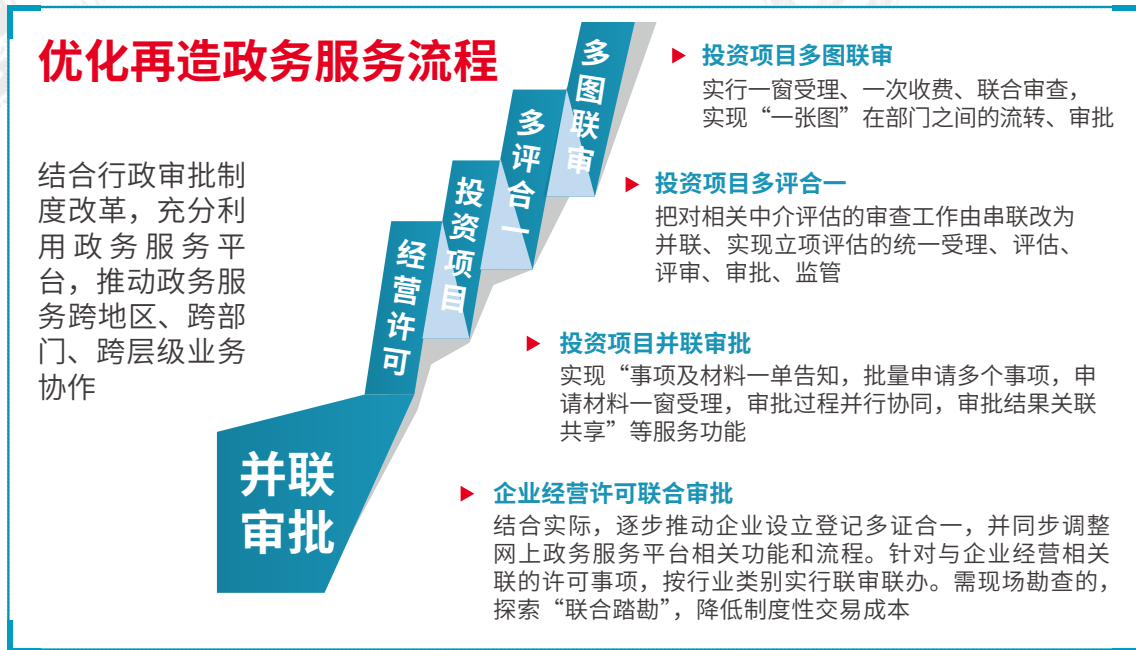 优化再造政务服务流程
结合行政审批制
度改革，充分利
用政务服务平
台，推动政务服
务跨地区、跨部
门、跨层级业务
协作
并联
审批
经营许可
投资项目
多评合一
多图联审
投资项目多图联审
实行一窗受理、一次收费、联合审查，
实现“一张图”在部门之间的流转、审批
投资项目多评合一
把对相关中介评估的审查工作由串联改为
并联、实现立项评估的统一受理、评估、
评审、审批、监管
投资项目并联审批
实现“事项及材料一单告知，批量申请多个事项，申
请材料一窗受理，审批过程并行协同，审批结果关联
共享”等服务功能
企业经营许可联合审批
结合实际，逐步推动企业设立登记多证合一，并同步调整
网上政务服务平台相关功能和流程。针对与企业经营相关
联的许可事项，按行业类别实行联审联办。需现场勘查的，
探索“联合踏勘”，降低制度性交易成本